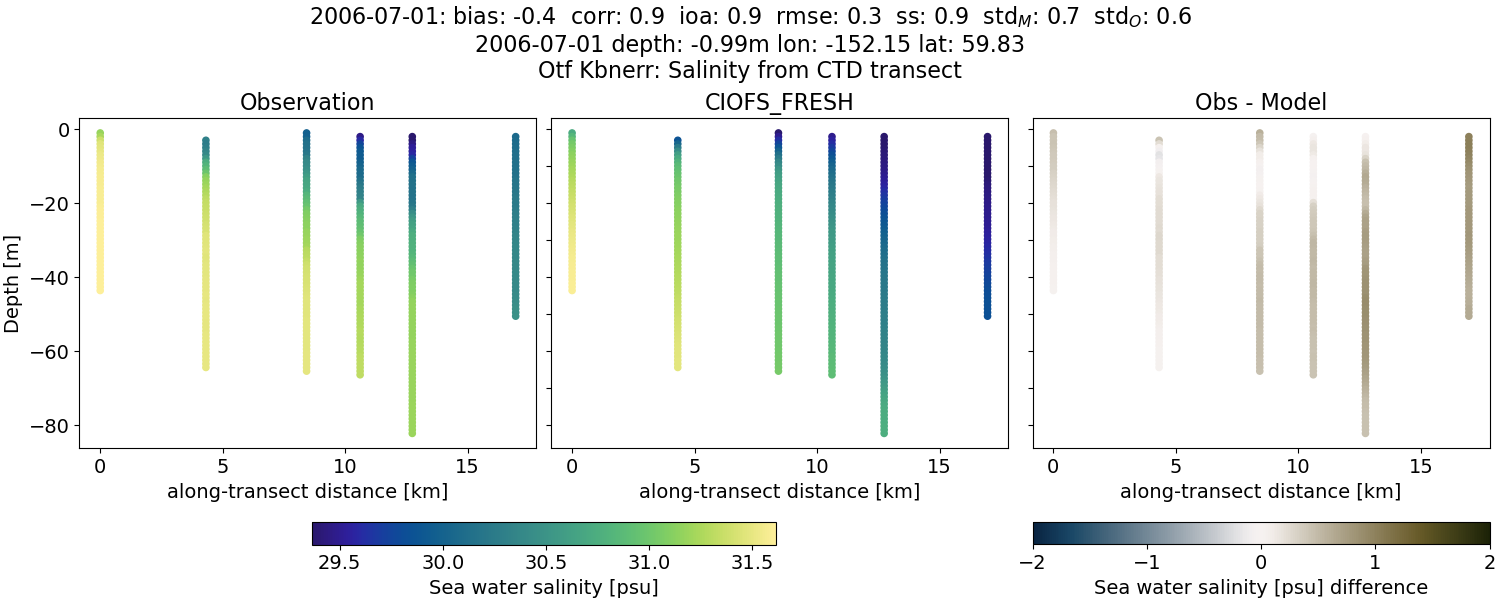 2006-07-01: bias: -0.4  corr: 0.9  ioa: 0.9  rmse: 0.3  ss: 0.9  std_M: 0.7  std_O: 0.6
2006-07-01 depth: -0.99m lon: -152.15 lat: 59.83
Otf Kbnerr: Salinity from CTD transect
Observation
CIOFS_FRESH
Obs - Model
Depth [m]
0
−20
−40
−60
−80
0 5 10 15
0 5 10 15
0 5 10 15
along-transect distance [km]
along-transect distance [km]
along-transect distance [km]
29.5 30.0 30.5 31.0 31.5
Sea water salinity [psu]
−2 −1 0 1 2
Sea water salinity [psu] difference